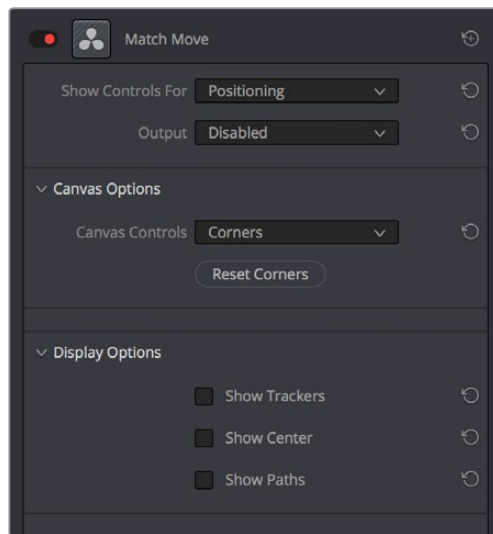 Match Move
Show Controls For Positioning
Output Disabled
Canvas Options
Canvas Controls Corners
Reset Corners
Display Options
Show Trackers
Show Center
Show Paths